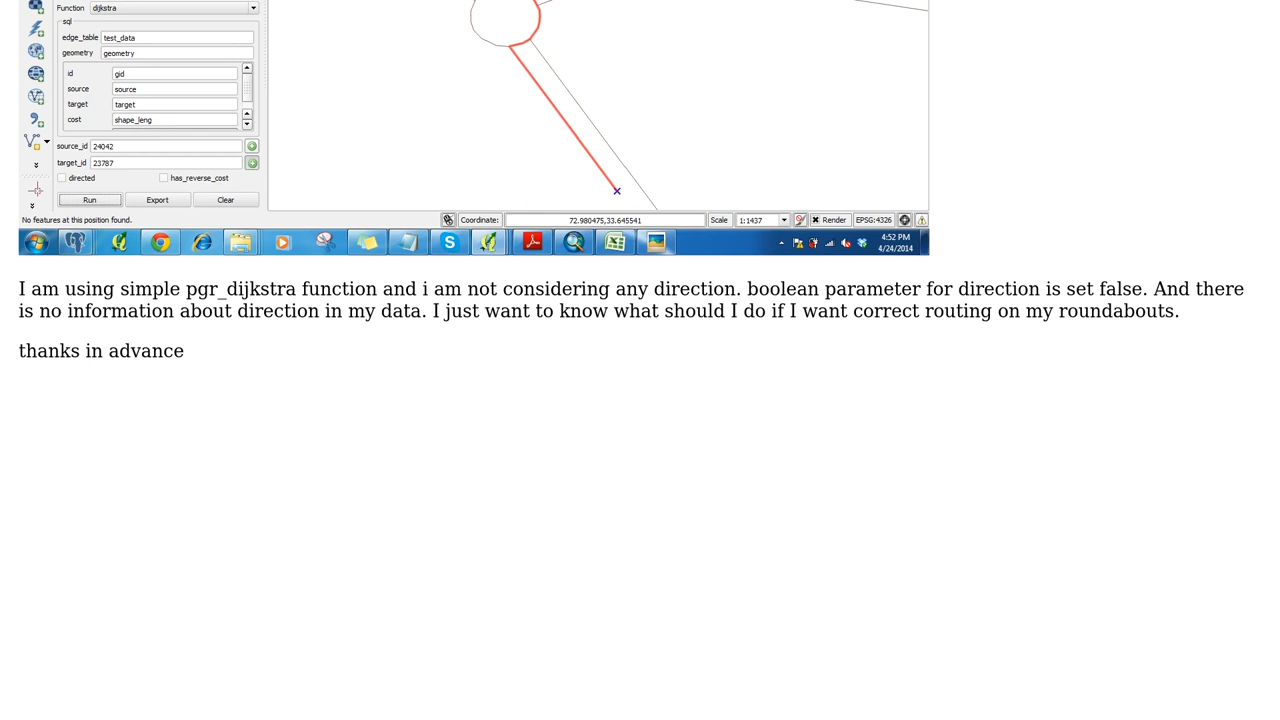 Function dijkstra
sql
edge_table test_data
geometry geometry
id gid
source source
target target
cost shape_leng
source_id 24042
target_id 23787
directed has_reverse_cost
Run Export Clear
No features at this position found. Coordinate: 72.980475,33.645541 Scale 1:1437 Render EPSG:4326
4:52 PM
4/24/2014
I am using simple pgr_dijkstra function and i am not considering any direction. boolean parameter for direction is set false. And there
is no information about direction in my data. I just want to know what should I do if I want correct routing on my roundabouts.
thanks in advance